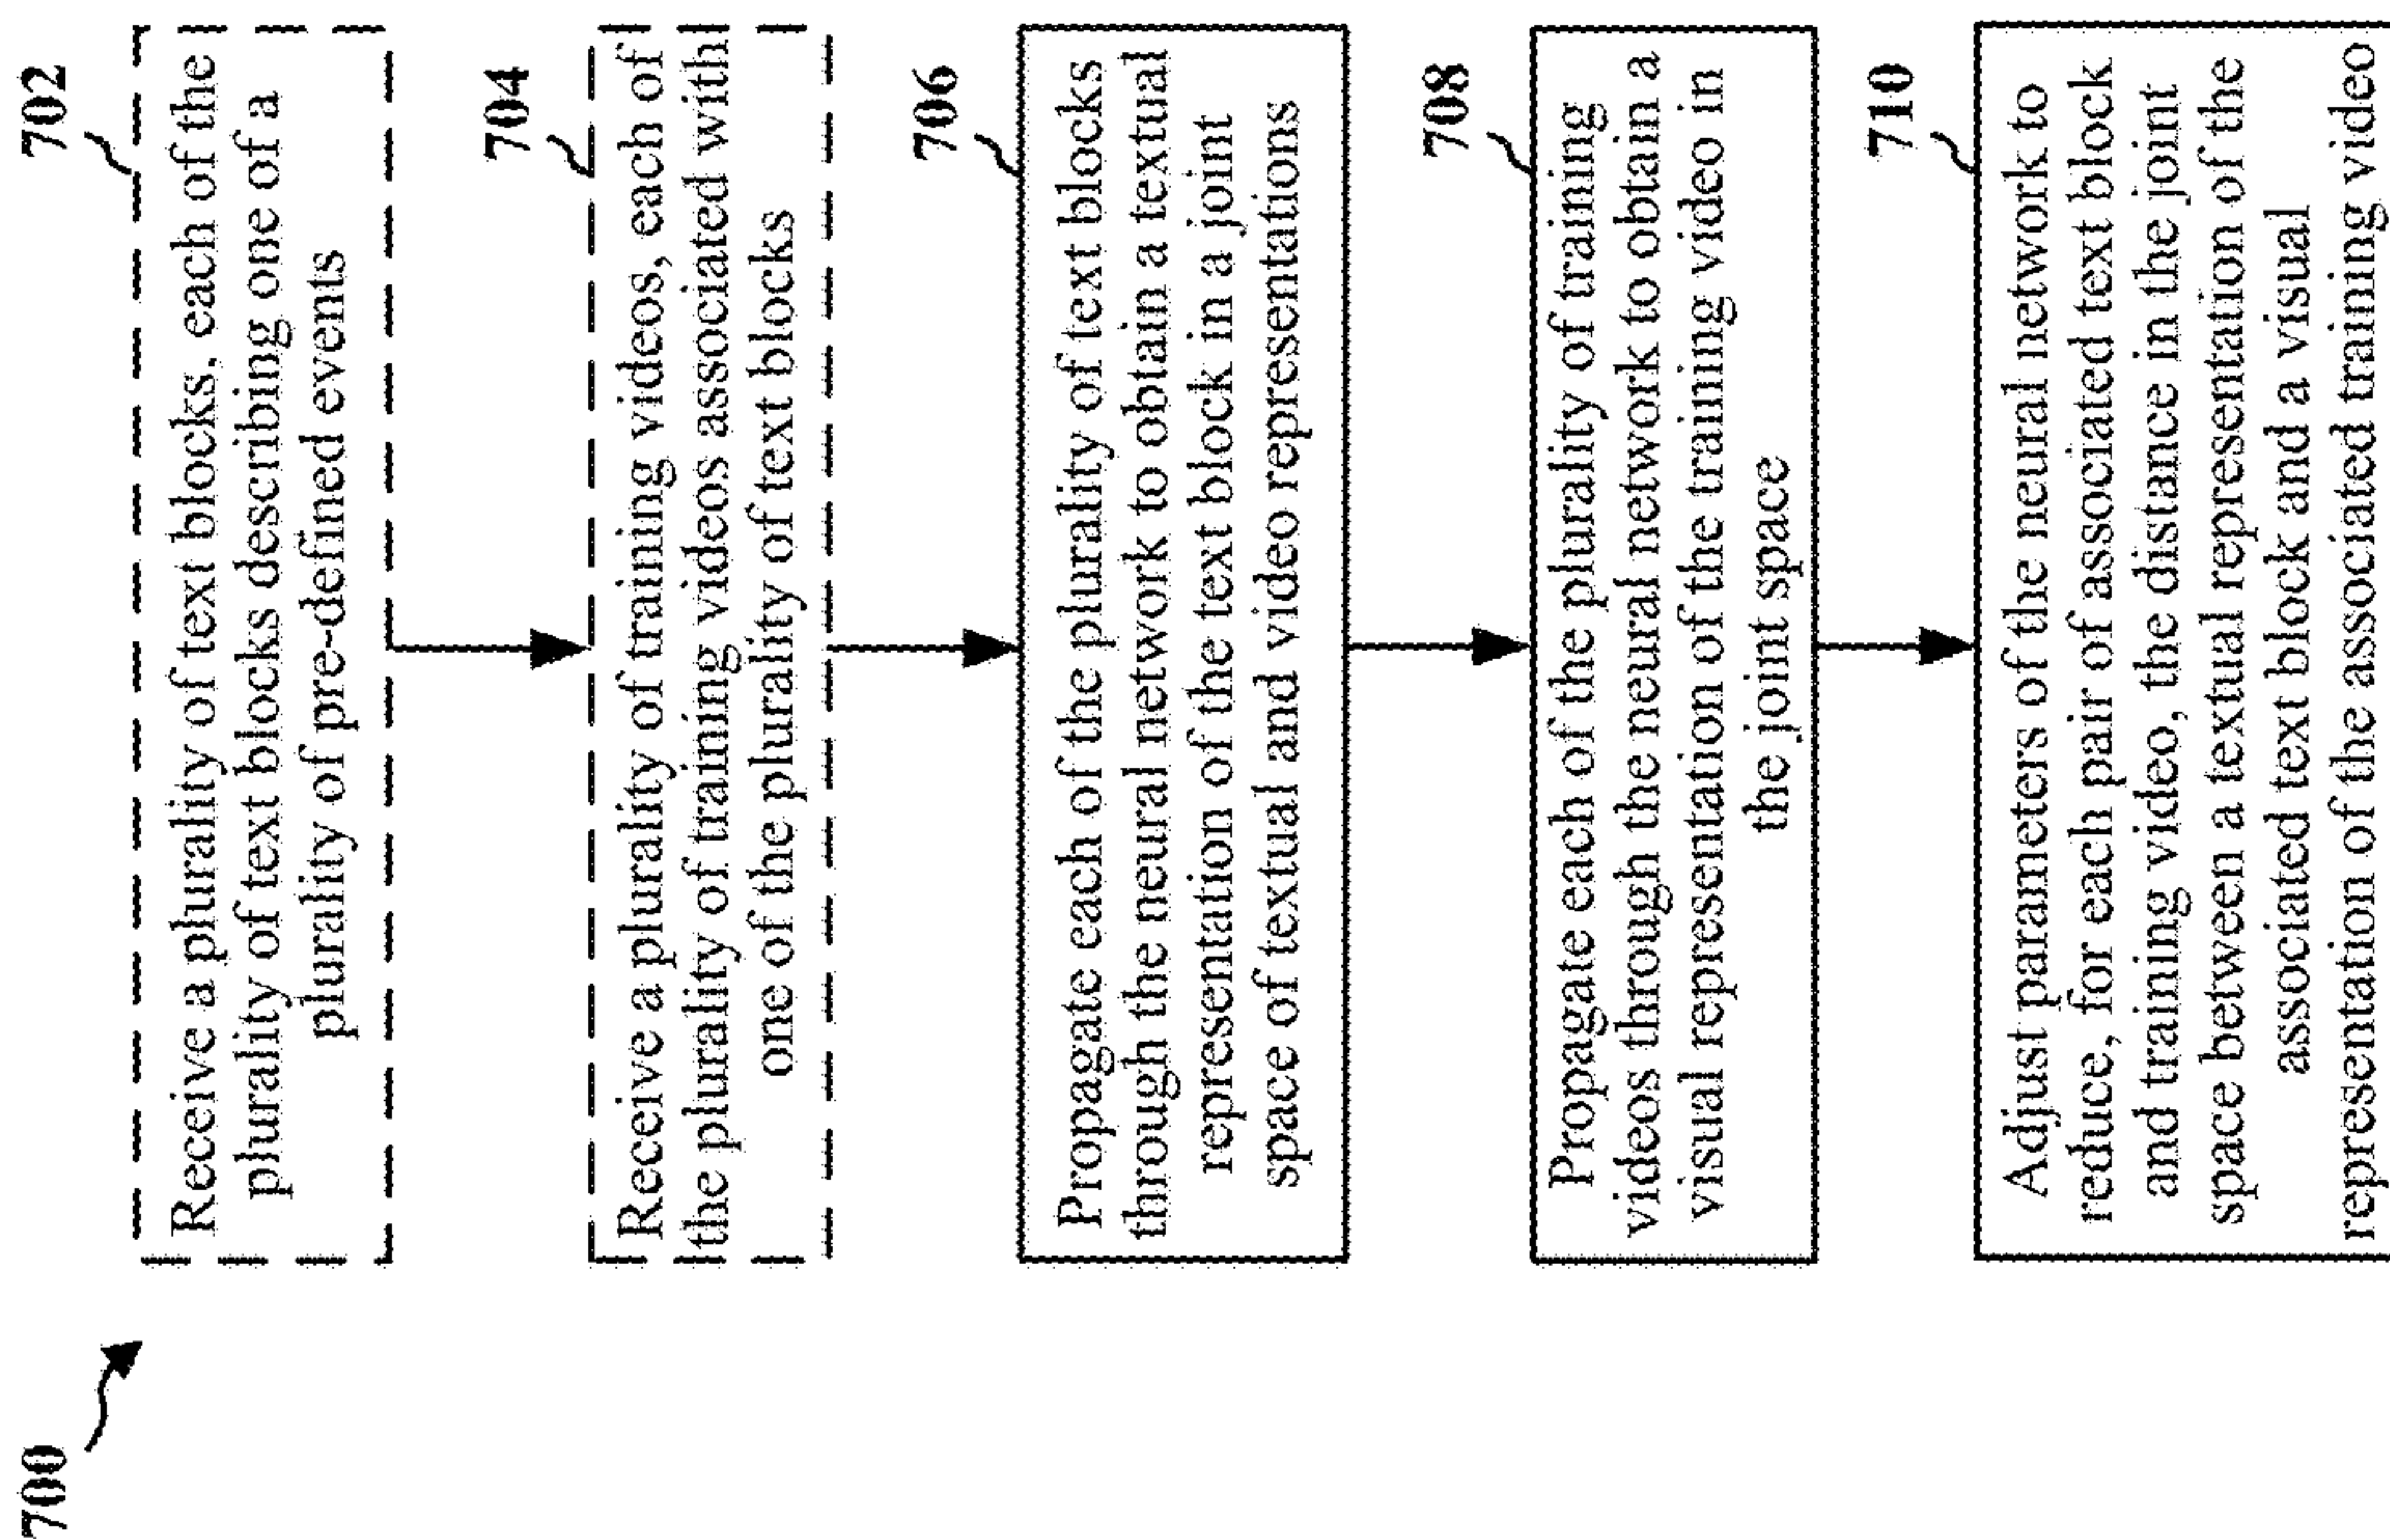 700
702
Receive a plurality of text blocks, each of the
plurality of text blocks describing one of a
plurality of pre-defined events
704
Receive a plurality of training videos, each of
the plurality of training videos associated with
one of the plurality of text blocks
706
Propagate each of the plurality of text blocks
through the neural network to obtain a textual
representation of the text block in a joint
space of textual and video representations
708
Propagate each of the plurality of training
videos through the neural network to obtain a
visual representation of the training video in
the joint space
710
Adjust parameters of the neural network to
reduce, for each pair of associated text block
and training video, the distance in the joint
space between a textual representation of the
associated text block and a visual
representation of the associated training video